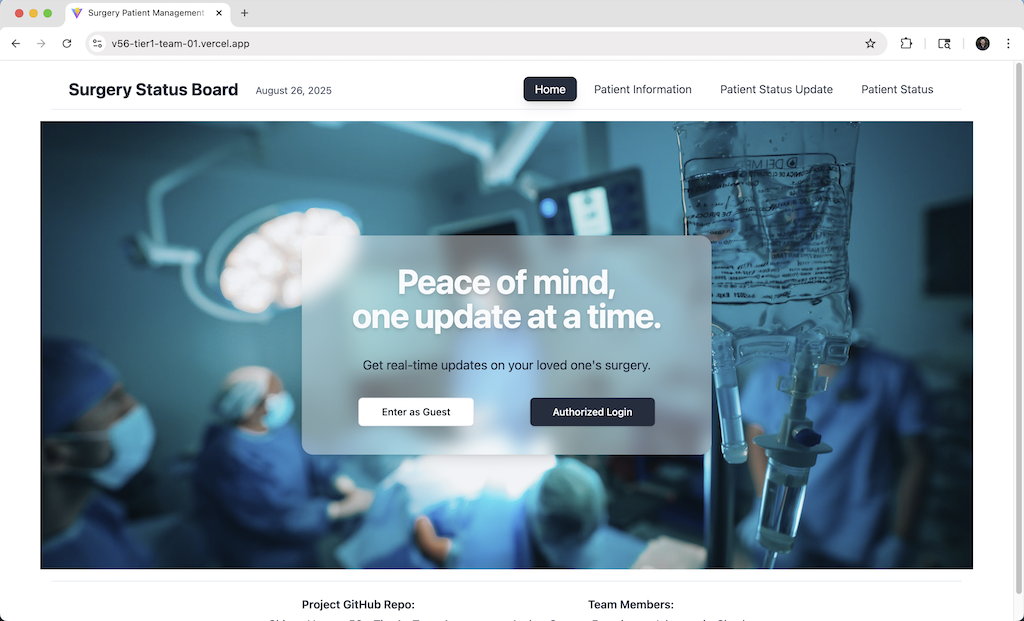 Surgery Patient Management
v56-tier1-team-01.vercel.app
Surgery Status Board
August 26, 2025
Home
Patient Information
Patient Status Update
Patient Status
Peace of mind,
one update at a time.
Get real-time updates on your loved one's surgery.
Enter as Guest
Authorized Login
Project GitHub Repo:
Team Members: